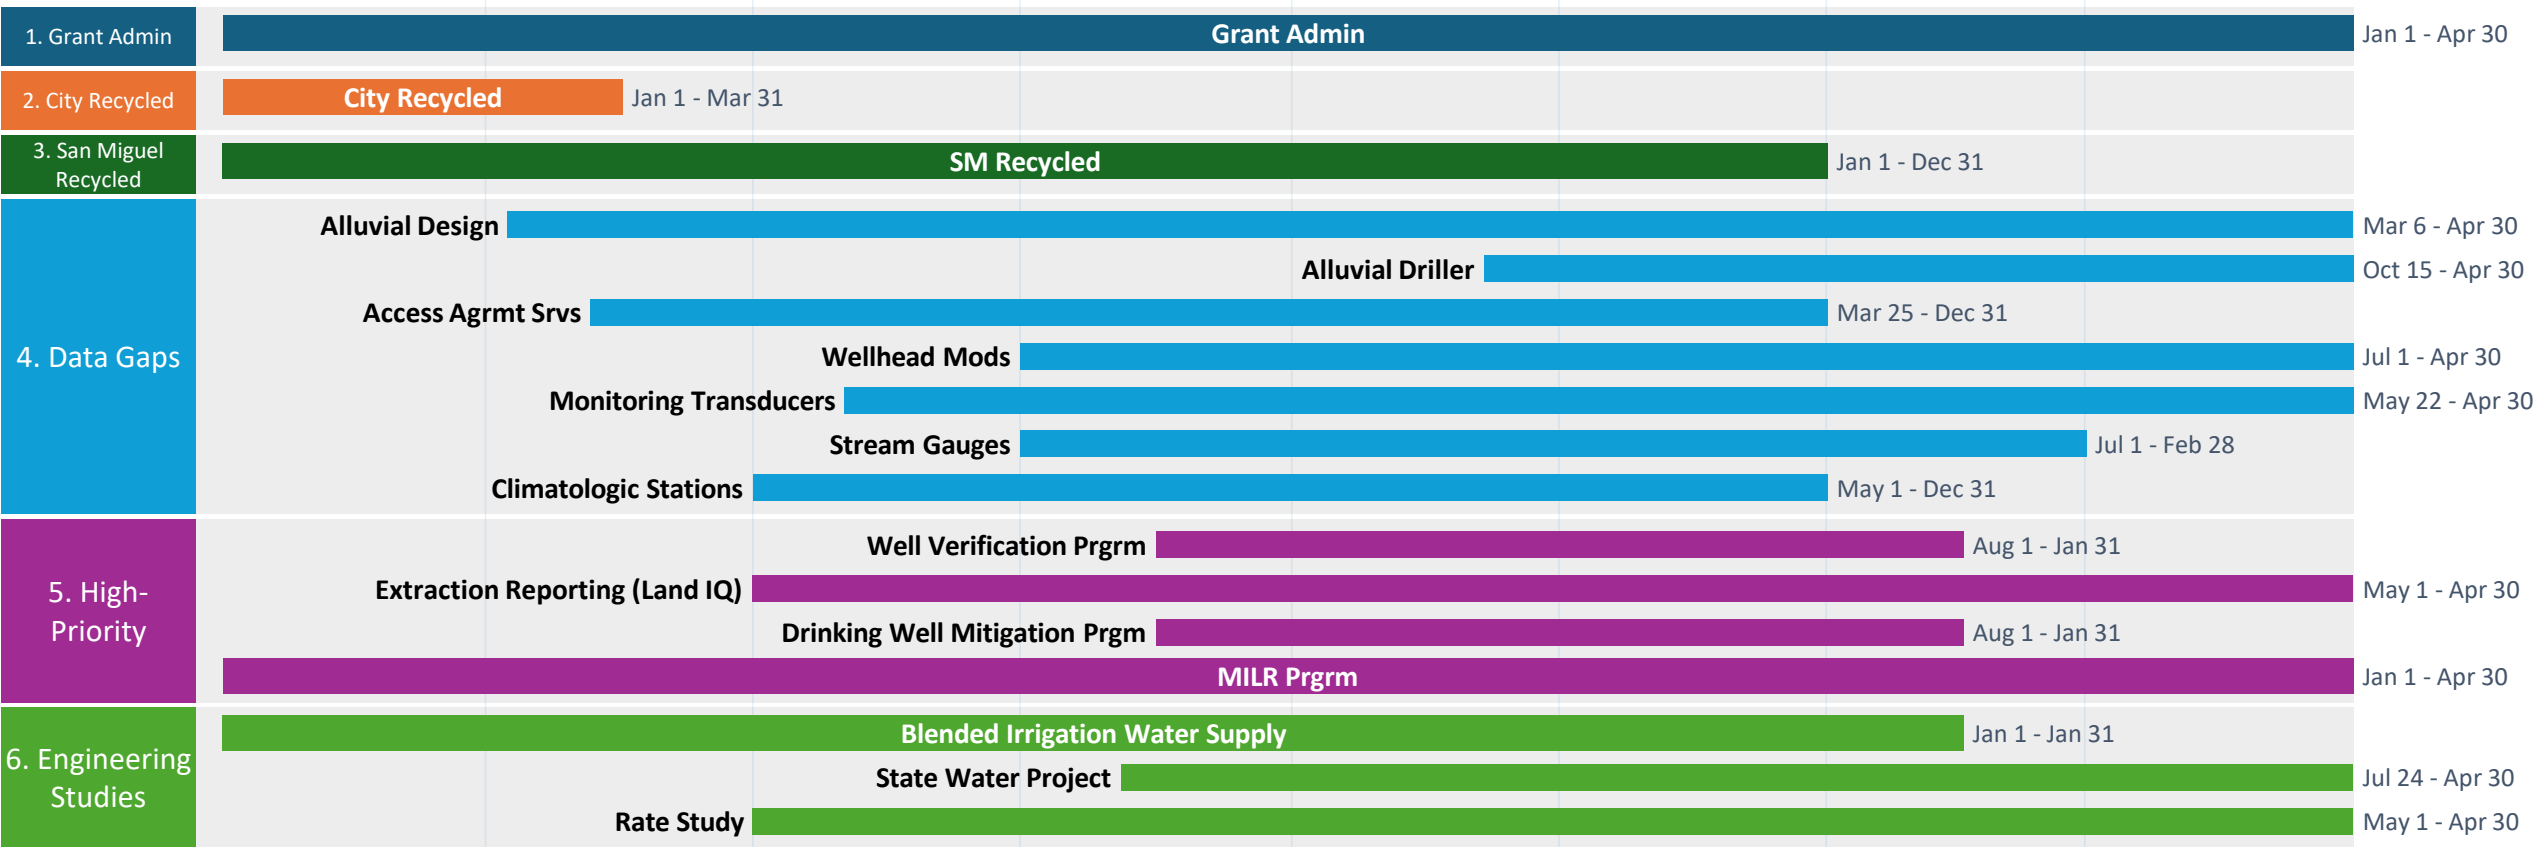 1. Grant Admin
Grant Admin
Jan 1 - Apr 30
2. City Recycled
City Recycled
Jan 1 - Mar 31
3. San Miguel
Recycled
SM Recycled
Jan 1 - Dec 31
4. Data Gaps
Alluvial Design
Mar 6 - Apr 30
Alluvial Driller
Oct 15 - Apr 30
Access Agrmt Srvs
Mar 25 - Dec 31
Wellhead Mods
Jul 1 - Apr 30
Monitoring Transducers
May 22 - Apr 30
Stream Gauges
Jul 1 - Feb 28
Climatologic Stations
May 1 - Dec 31
5. High-
Priority
Well Verification Prgrm
Aug 1 - Jan 31
Extraction Reporting (Land IQ)
May 1 - Apr 30
Drinking Well Mitigation Prgm
Aug 1 - Jan 31
MILR Prgrm
Jan 1 - Apr 30
6. Engineering
Studies
Blended Irrigation Water Supply
Jan 1 - Jan 31
State Water Project
Jul 24 - Apr 30
Rate Study
May 1 - Apr 30